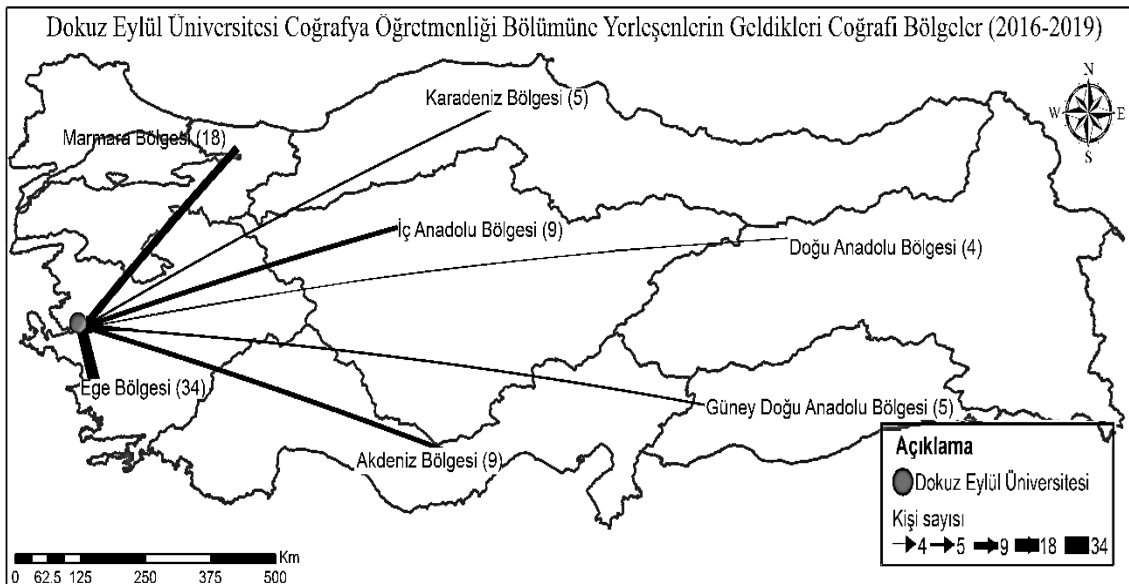 Dokuz Eylül Üniversitesi Coğrafya Öğretmenliği Bölümüne Yerleşenlerin Geldikleri Coğrafi Bölgeler (2016-2019)
Karadeniz Bölgesi (5)
N
W E
S
Marmara Bölgesi (18)
İç Anadolu Bölgesi (9)
Doğu Anadolu Bölgesi (4)
Ege Bölgesi (34)
Güney Doğu Anadolu Bölgesi (5)
Akdeniz Bölgesi (9)
Açıklama
Dokuz Eylül Üniversitesi
Kişi sayısı
4 5 9 18 34
Km
0 62.5 125 250 375 500